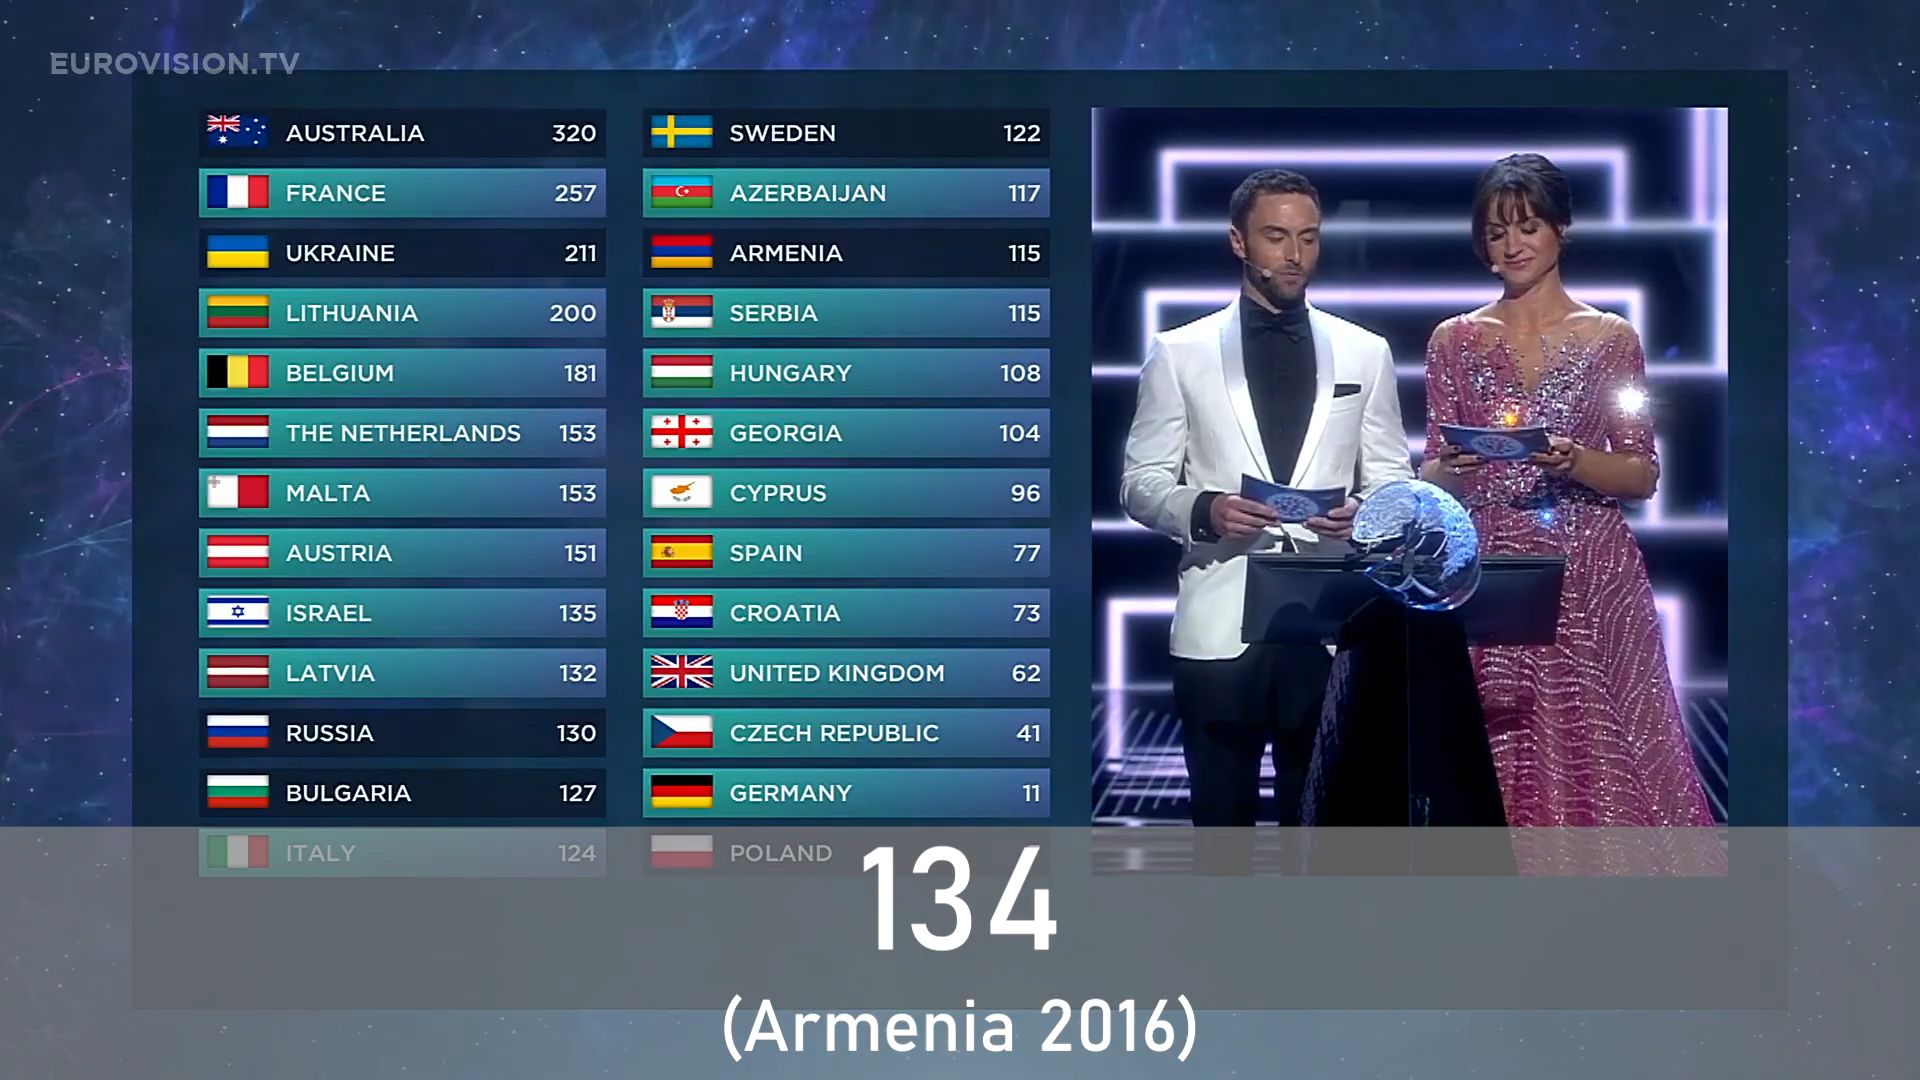 EUROVISION.TV
AUSTRALIA 320
FRANCE 257
UKRAINE 211
LITHUANIA 200
BELGIUM 181
THE NETHERLANDS 153
MALTA 153
AUSTRIA 151
ISRAEL 135
LATVIA 132
RUSSIA 130
BULGARIA 127
ITALY 124
SWEDEN 122
AZERBAIJAN 117
ARMENIA 115
SERBIA 115
HUNGARY 108
GEORGIA 104
CYPRUS 96
SPAIN 77
CROATIA 73
UNITED KINGDOM 62
CZECH REPUBLIC 41
GERMANY 11
POLAND
134
(Armenia 2016)